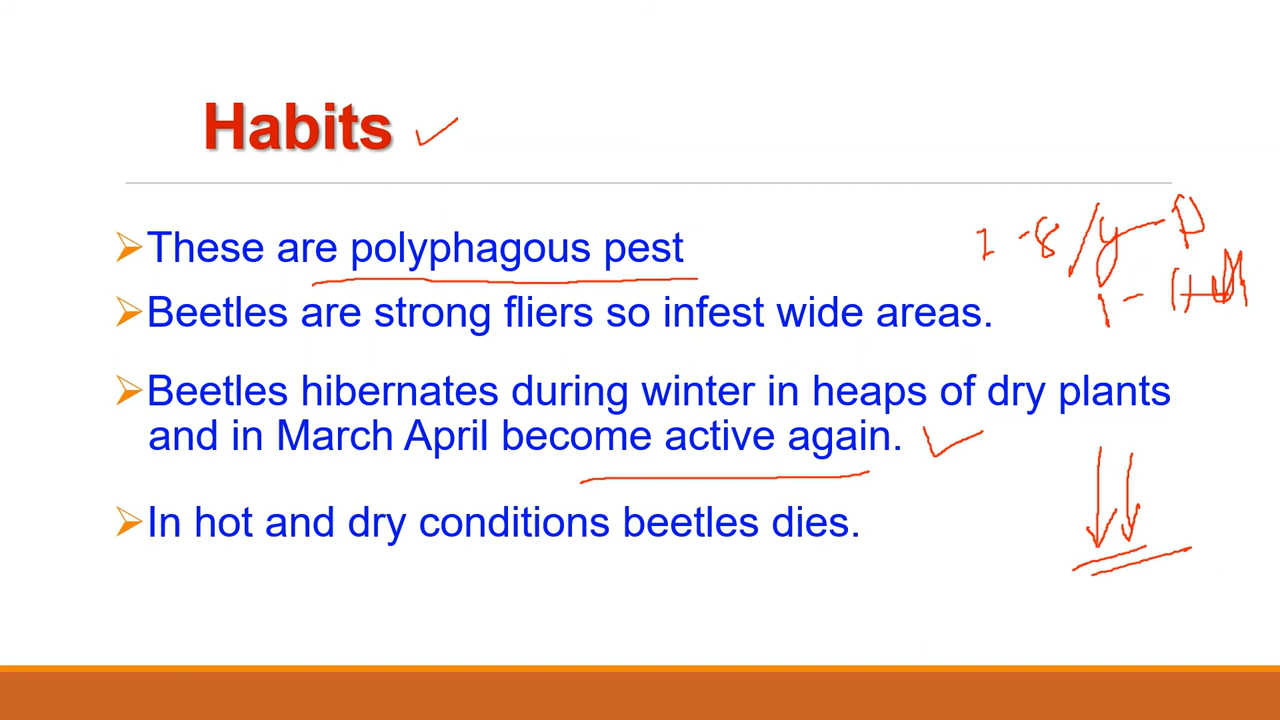 Habits
These are polyphagous pest
Beetles are strong fliers so infest wide areas.
Beetles hibernates during winter in heaps of dry plants
and in March April become active again.
In hot and dry conditions beetles dies.